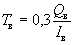 T_в = 0,3 Q_в / I_в